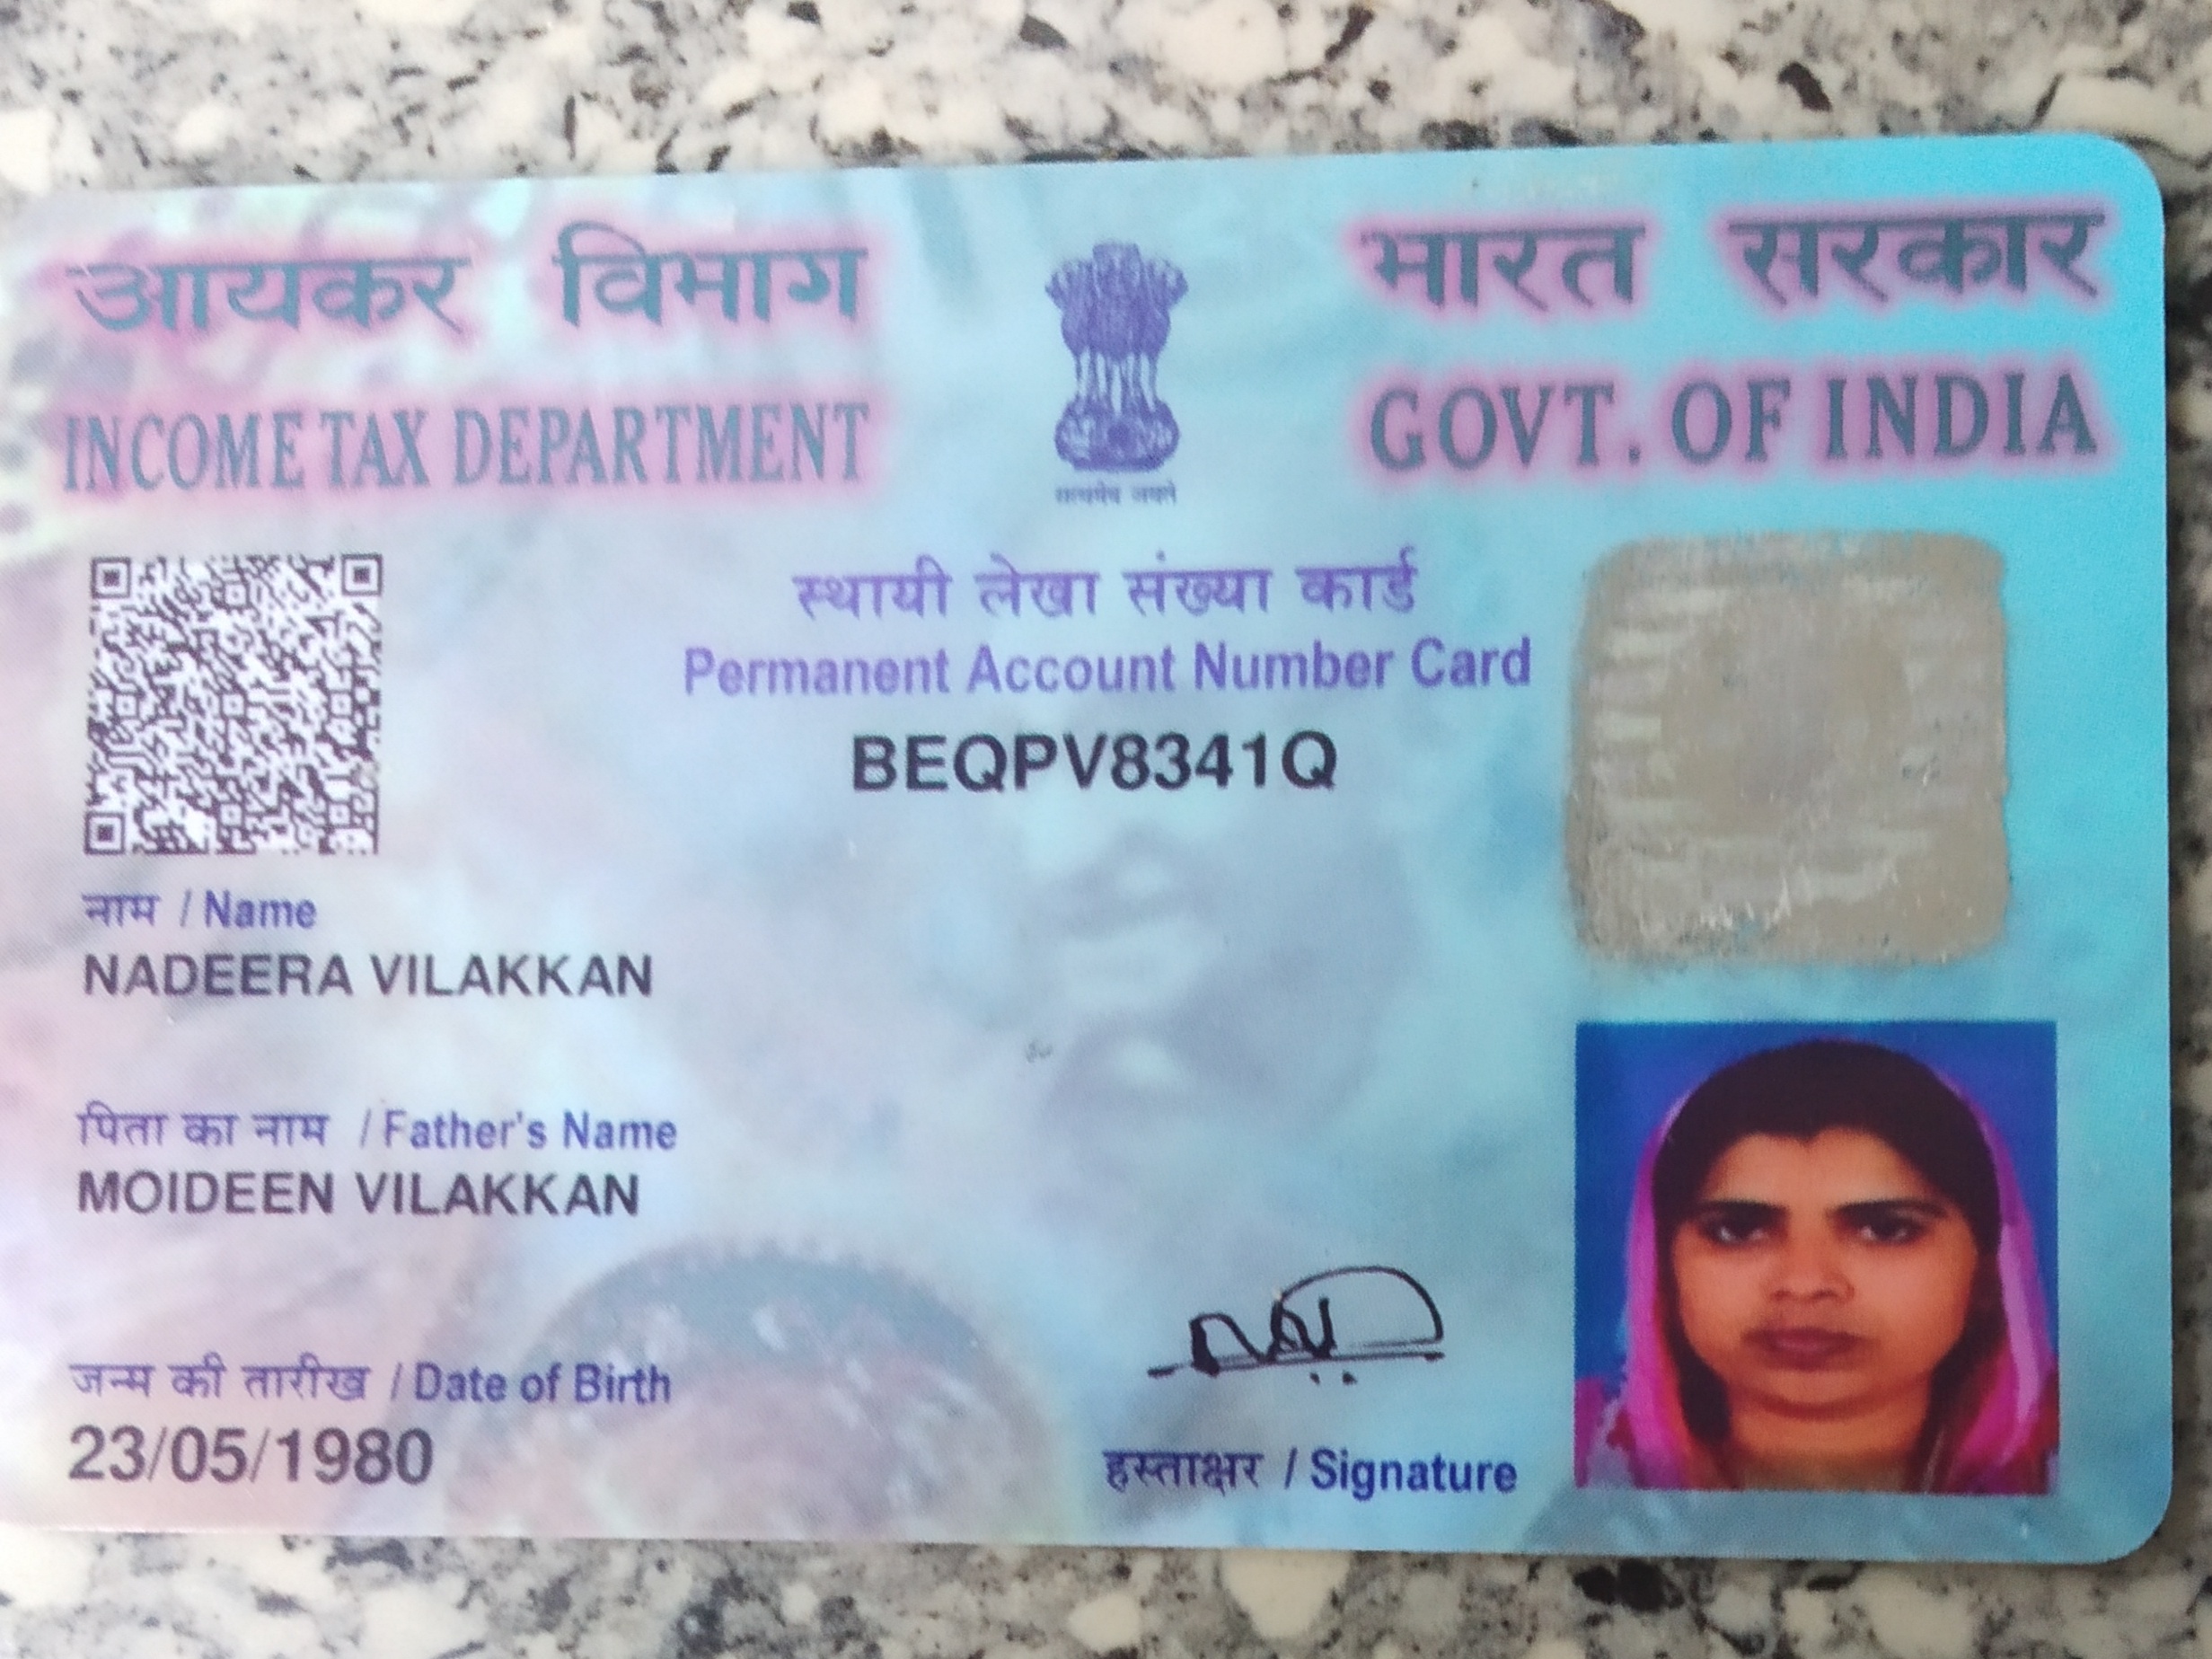 आयकर विभाग
INCOME TAX DEPARTMENT
भारत सरकार
GOVT. OF INDIA
सत्यमेव जयते
स्थायी लेखा संख्या कार्ड
Permanent Account Number Card
BEQPV8341Q
नाम / Name
NADEERA VILAKKAN
पिता का नाम / Father's Name
MOIDEEN VILAKKAN
जन्म की तारीख / Date of Birth
23/05/1980
हस्ताक्षर / Signature